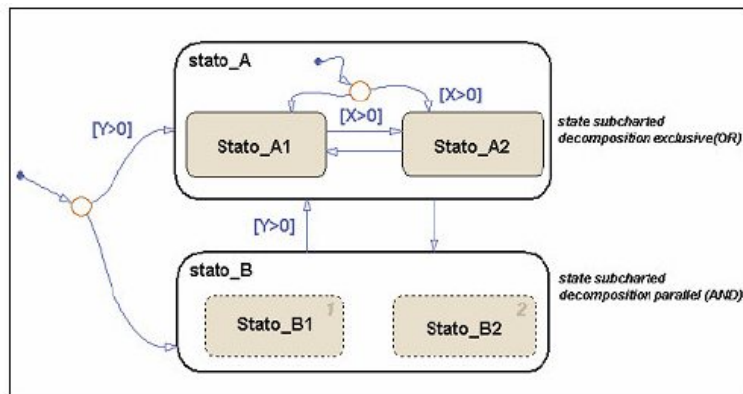 stato_A
[X>0]
[Y>0]
[X>0]
Stato_A1
Stato_A2
state subcharted
decomposition exclusive(OR)
[Y>0]
stato_B
state subcharted
decomposition parallel (AND)
1
Stato_B1
2
Stato_B2